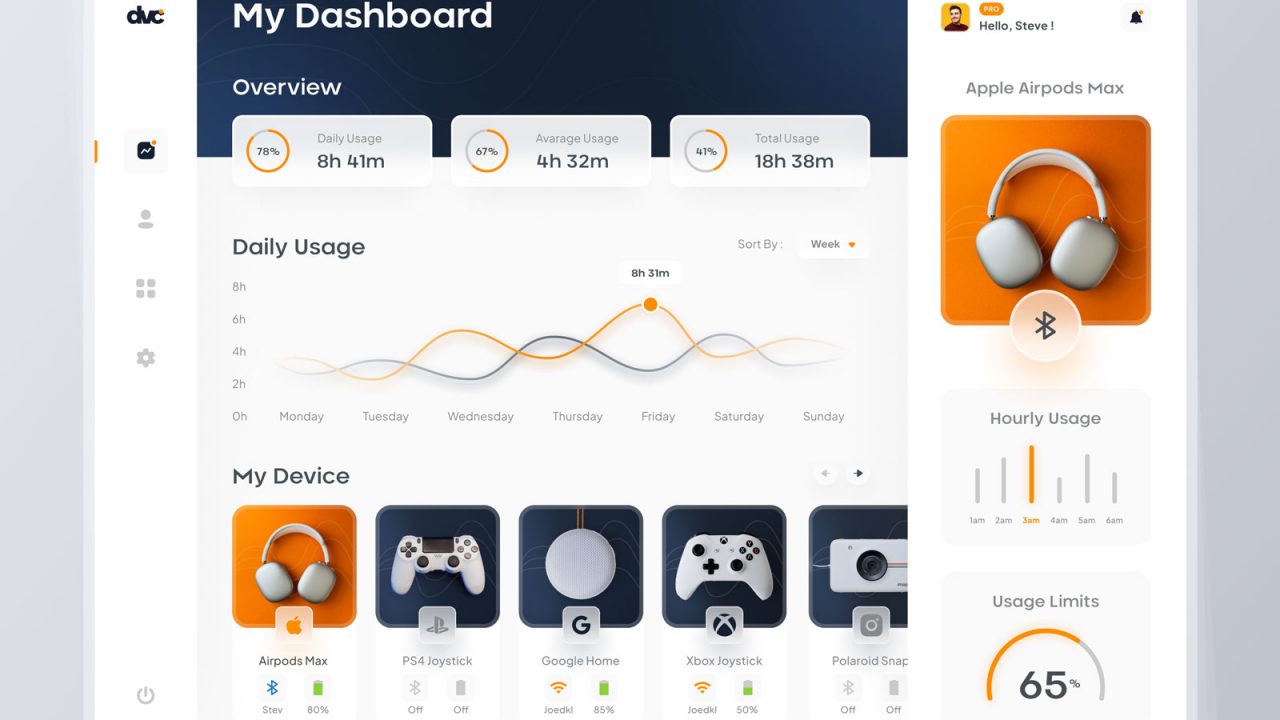 dvc
My Dashboard
PRO
Hello, Steve !
Overview
78%
Daily Usage
8h 41m
67%
Avarage Usage
4h 32m
41%
Total Usage
18h 38m
Daily Usage
Sort By :
Week
8h 31m
8h
6h
4h
2h
0h
Monday
Tuesday
Wednesday
Thursday
Friday
Saturday
Sunday
My Device
Airpods Max
Stev
80%
PS4 Joystick
Off
Off
G
Google Home
Joedkl
85%
Xbox Joystick
Joedkl
50%
Polaroid Snap
Off
Off
Apple Airpods Max
Hourly Usage
1am
2am
3am
4am
5am
6am
Usage Limits
65%